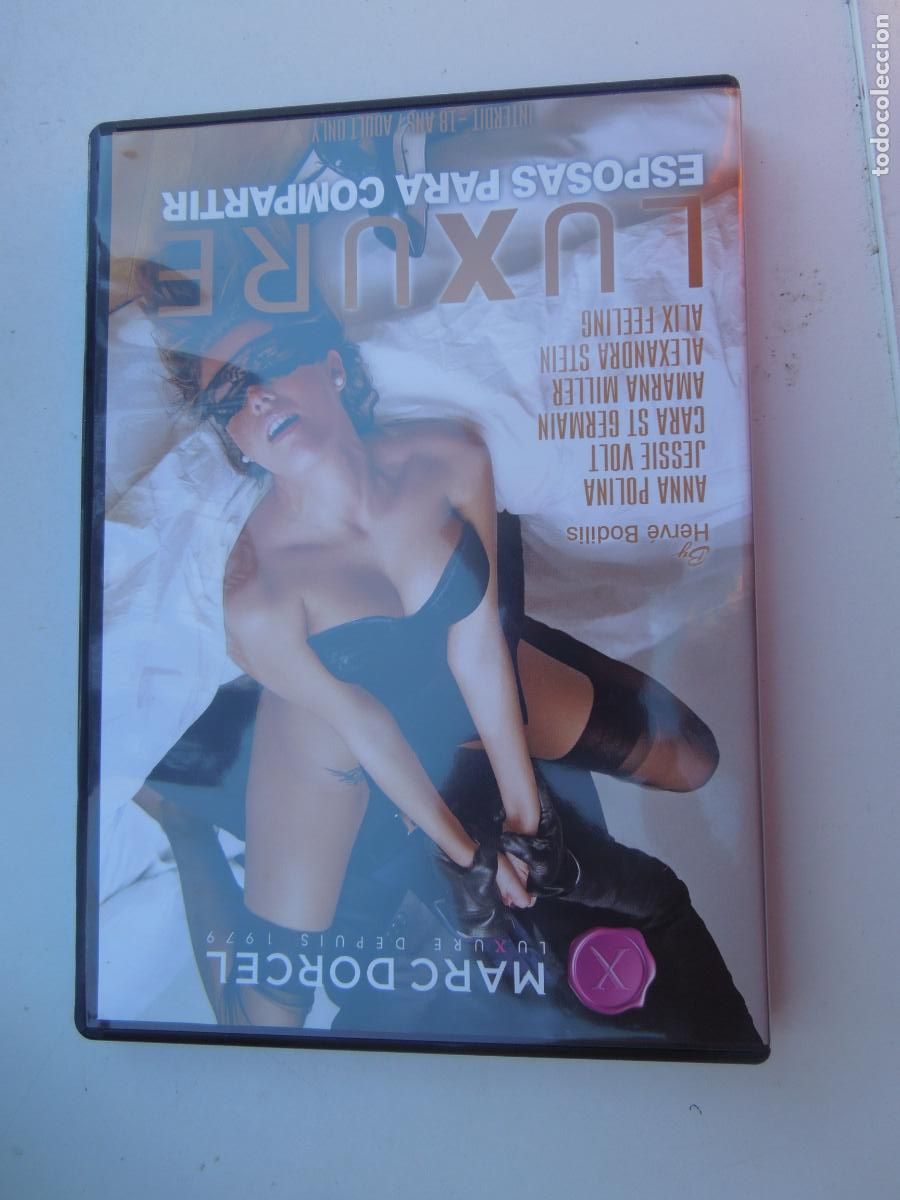 MARC DORCEL
LUXURE DEPUIS 1979
X
By
Hervé Bodilis
ANNA POLINA
JESSIE VOLT
CARA ST GERMAIN
AMARNA MILLER
ALEXANDRA STEIN
ALIX FEELING
LUXURE
ESPOSAS PARA COMPARTIR
INTERDIT -18 ANS / ADULT ONLY
todocoleccion